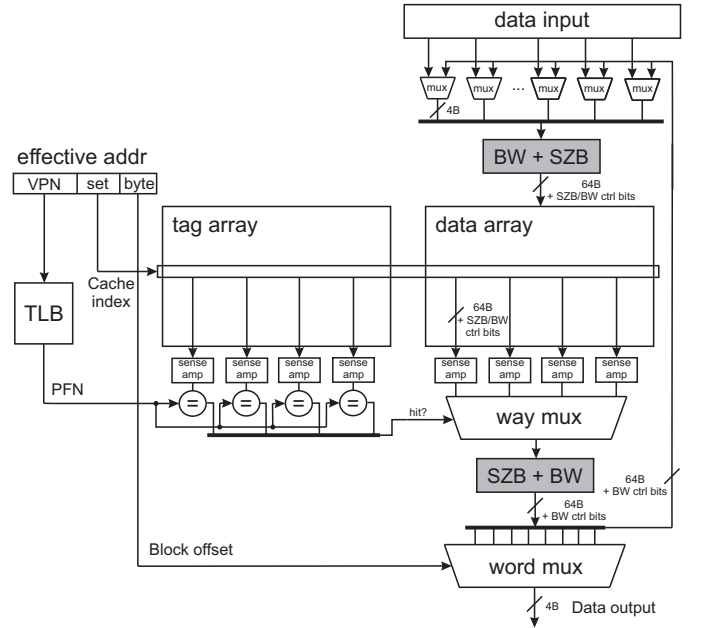 data input
mux mux ... mux mux mux
4B
BW + SZB
64B
+ SZB/BW ctrl bits
effective addr
VPN set byte
tag array
data array
Cache
index
TLB
64B
+ SZB/BW
ctrl bits
sense
amp
sense
amp
sense
amp
sense
amp
sense
amp
sense
amp
sense
amp
sense
amp
PFN
= = = =
hit?
way mux
SZB + BW
64B
+ BW ctrl bits
64B
+ BW ctrl bits
Block offset
word mux
4B Data output